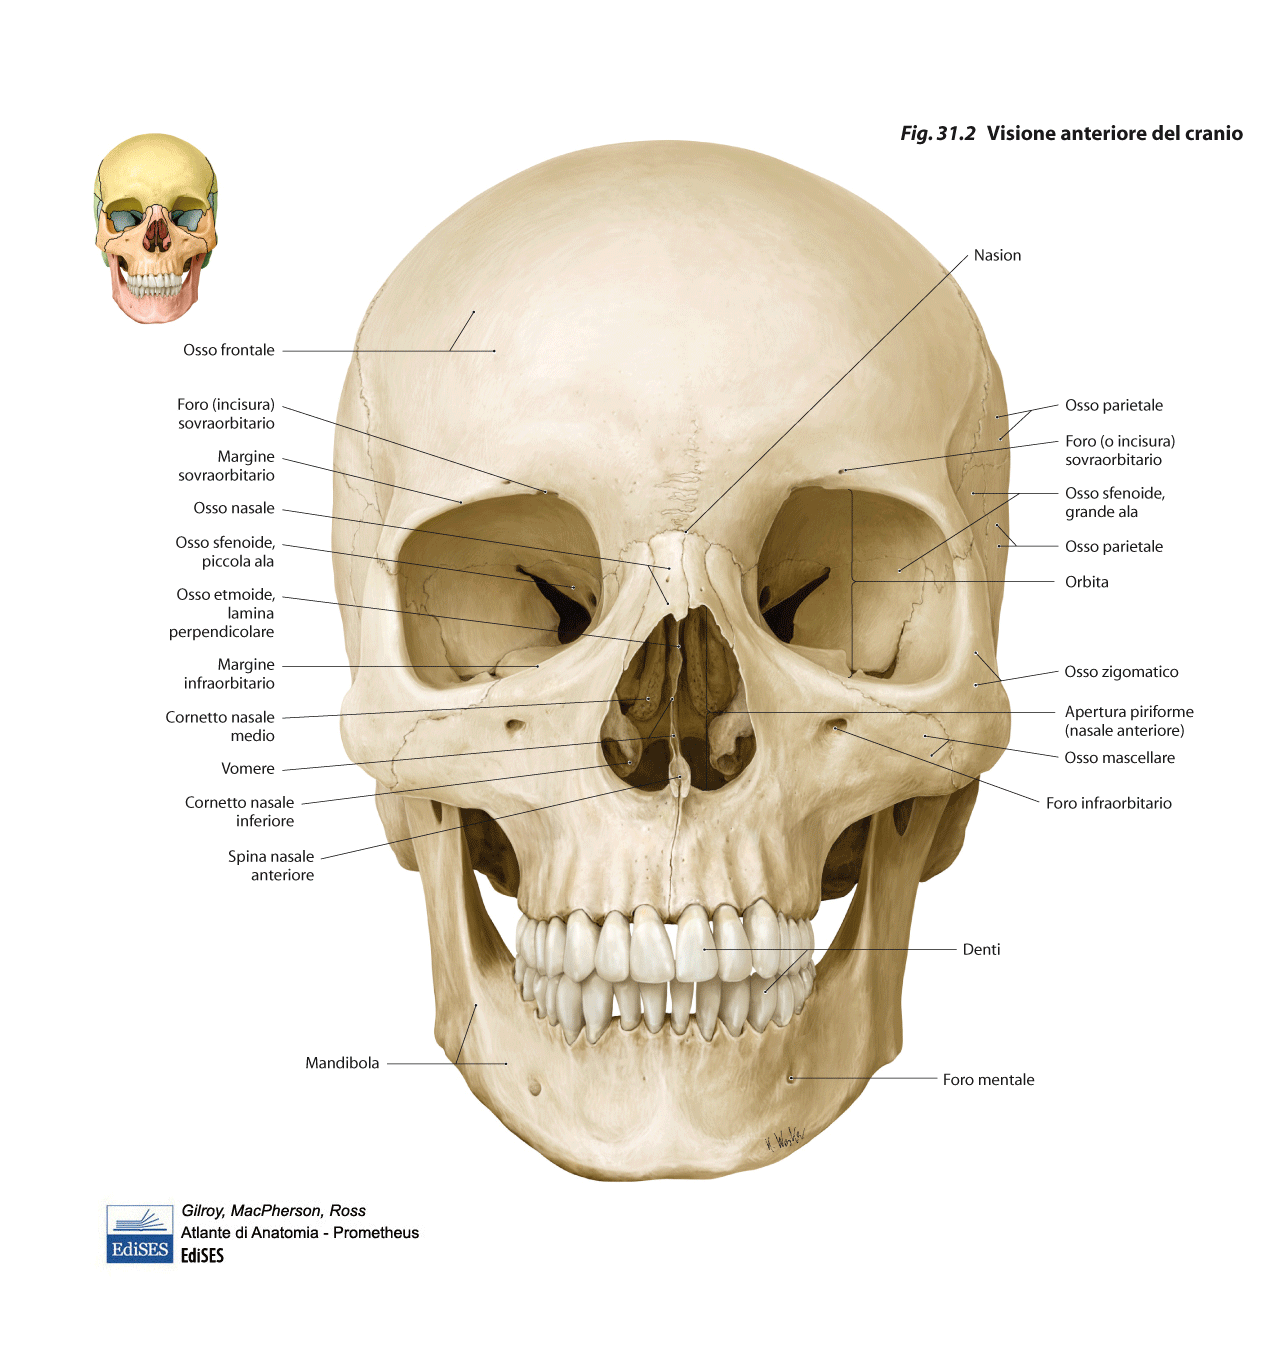 Fig. 31.2 Visione anteriore del cranio
Nasion
Osso frontale
Foro (incisura)
sovraorbitario
Margine
sovraorbitario
Osso nasale
Osso sfenoide,
piccola ala
Osso etmoide,
lamina
perpendicolare
Margine
infraorbitario
Cornetto nasale
medio
Vomere
Cornetto nasale
inferiore
Spina nasale
anteriore
Mandibola
Osso parietale
Foro (o incisura)
sovraorbitario
Osso sfenoide,
grande ala
Osso parietale
Orbita
Osso zigomatico
Apertura piriforme
(nasale anteriore)
Osso mascellare
Foro infraorbitario
Denti
Foro mentale
EdiSES
Gilroy, MacPherson, Ross
Atlante di Anatomia - Prometheus
EdiSES